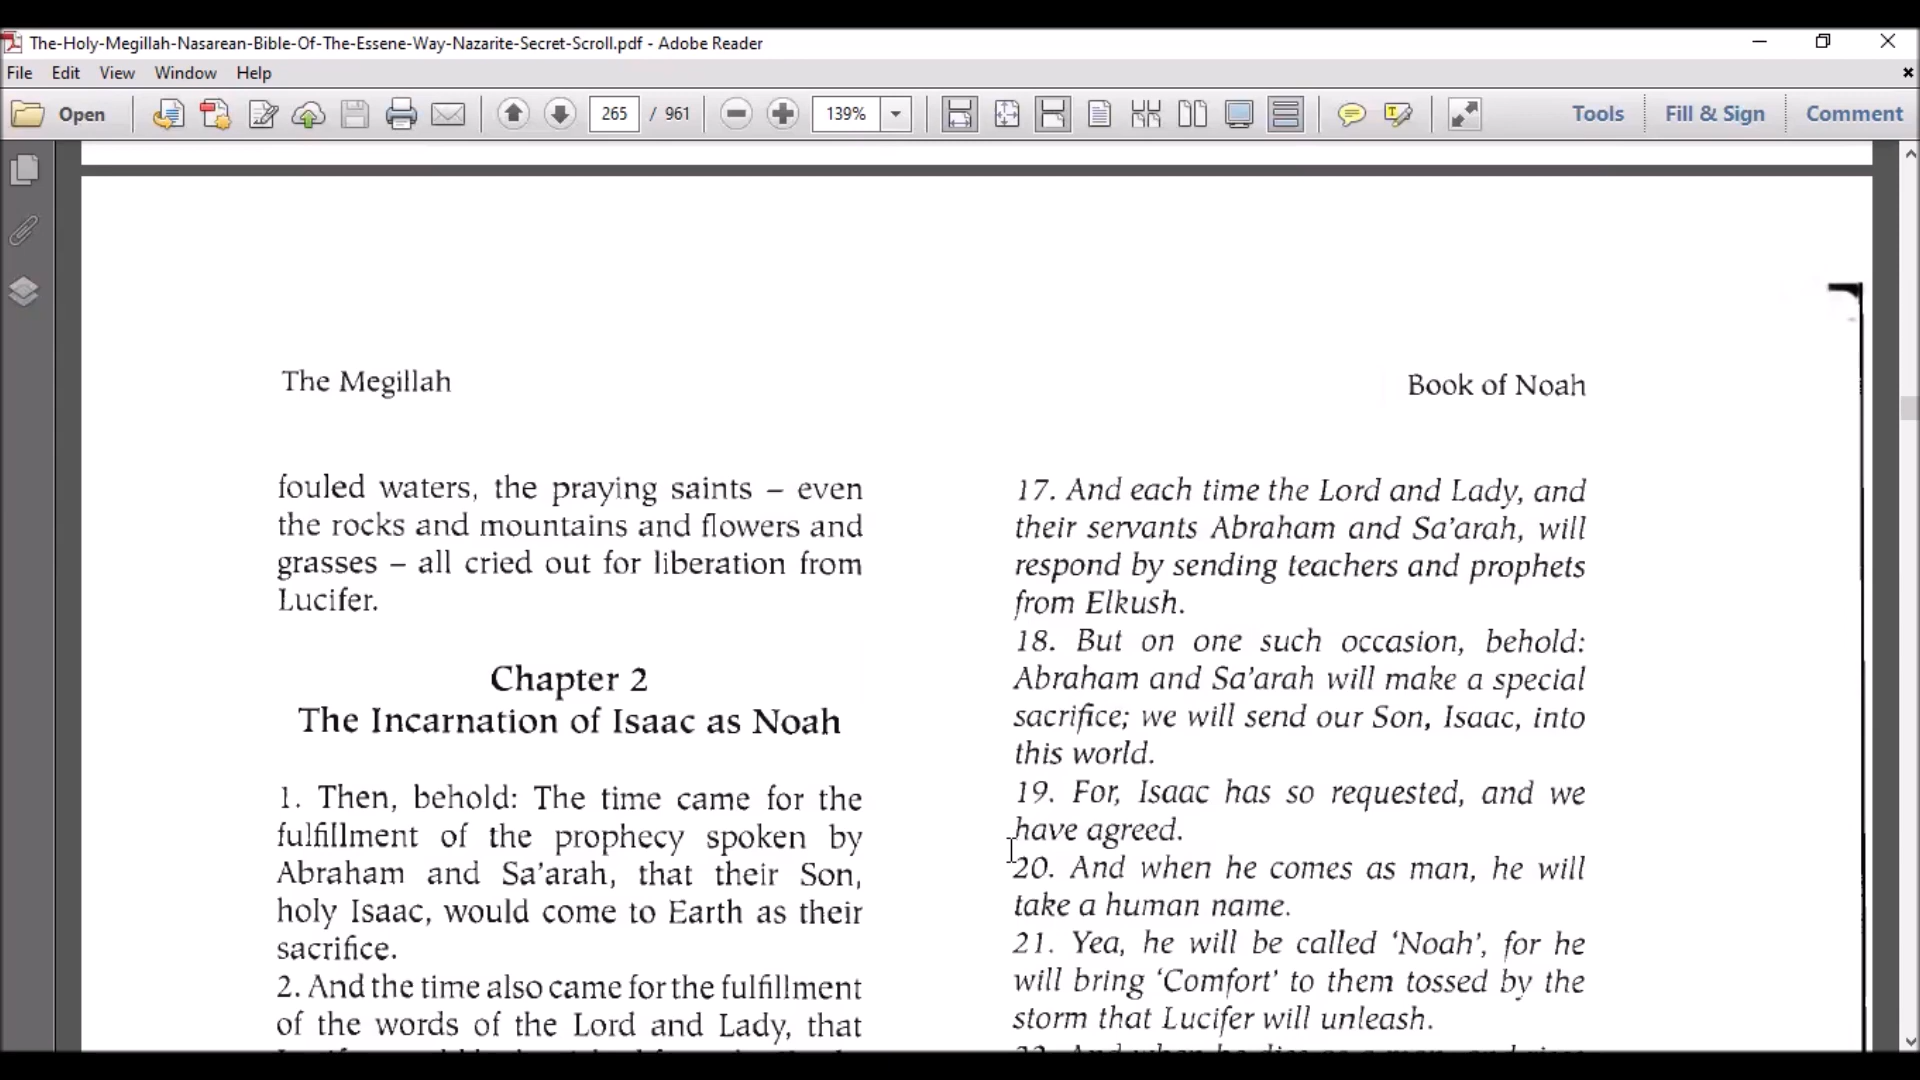 The-Holy-Megillah-Nasarean-Bible-Of-The-Essene-Way-Nazarite-Secret-Scroll.pdf - Adobe Reader
File Edit View Window Help
Open 265 / 961 139% Tools Fill & Sign Comment
The Megillah
fouled waters, the praying saints – even
the rocks and mountains and flowers and
grasses – all cried out for liberation from
Lucifer.
Chapter 2
The Incarnation of Isaac as Noah
1. Then, behold: The time came for the
fulfillment of the prophecy spoken by
Abraham and Sa'arah, that their Son,
holy Isaac, would come to Earth as their
sacrifice.
2. And the time also came for the fulfillment
of the words of the Lord and Lady, that
Book of Noah
17. And each time the Lord and Lady, and
their servants Abraham and Sa'arah, will
respond by sending teachers and prophets
from Elkush.
18. But on one such occasion, behold:
Abraham and Sa'arah will make a special
sacrifice; we will send our Son, Isaac, into
this world.
19. For, Isaac has so requested, and we
have agreed.
20. And when he comes as man, he will
take a human name.
21. Yea, he will be called 'Noah', for he
will bring 'Comfort' to them tossed by the
storm that Lucifer will unleash.